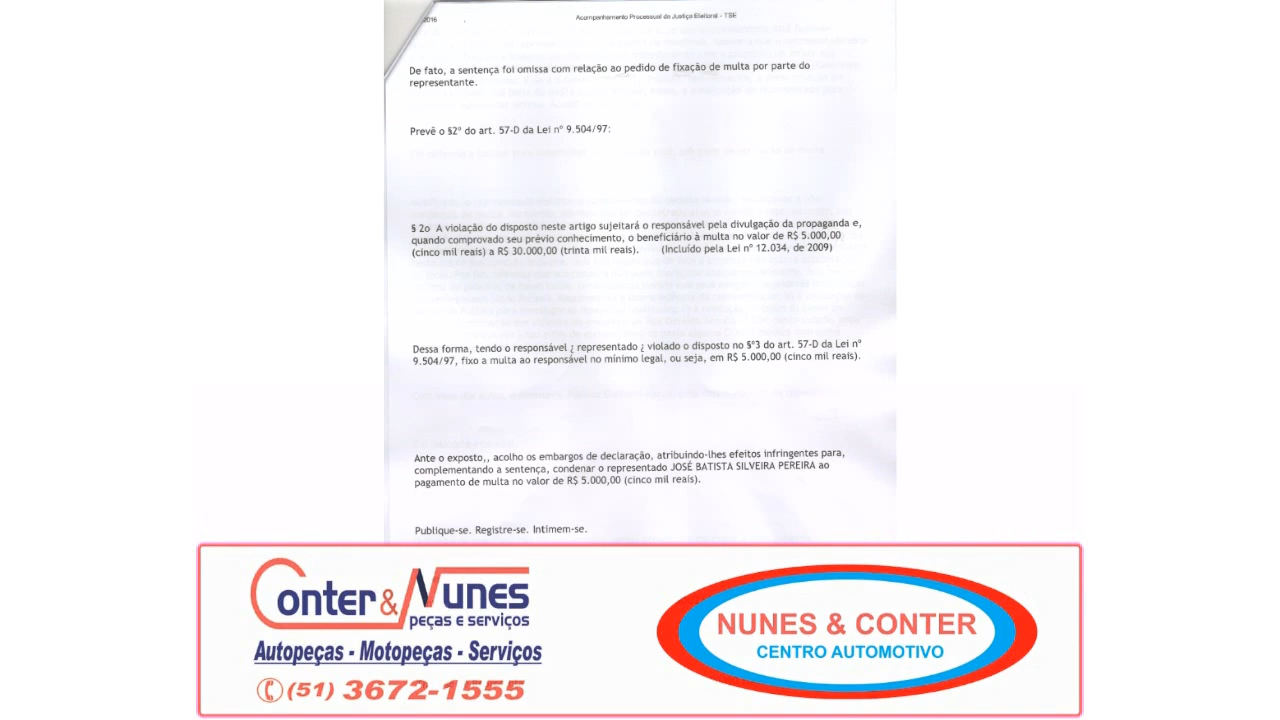 2016
Acompanhamento Processual da Justiça Eleitoral - TSE
De fato, a sentença foi omissa com relação ao pedido de fixação de multa por parte do
representante.
Prevê o §2º do art. 57-D da Lei nº 9.504/97:
§ 2o A violação do disposto neste artigo sujeitará o responsável pela divulgação da propaganda e,
quando comprovado seu prévio conhecimento, o beneficiário à multa no valor de R$ 5.000,00
(cinco mil reais) a R$ 30.000,00 (trinta mil reais). (Incluído pela Lei nº 12.034, de 2009)
Dessa forma, tendo o responsável ¿ representado ¿ violado o disposto no §º3 do art. 57-D da Lei nº
9.504/97, fixo a multa ao responsável no mínimo legal, ou seja, em R$ 5.000,00 (cinco mil reais).
Ante o exposto,, acolho os embargos de declaração, atribuindo-lhes efeitos infringentes para,
complementando a sentença, condenar o representado JOSÉ BATISTA SILVEIRA PEREIRA ao
pagamento de multa no valor de R$ 5.000,00 (cinco mil reais).
Publique-se. Registre-se. Intimem-se.
Conter & Nunes
peças e serviços
Autopeças - Motopeças - Serviços
(51) 3672-1555
NUNES & CONTER
CENTRO AUTOMOTIVO